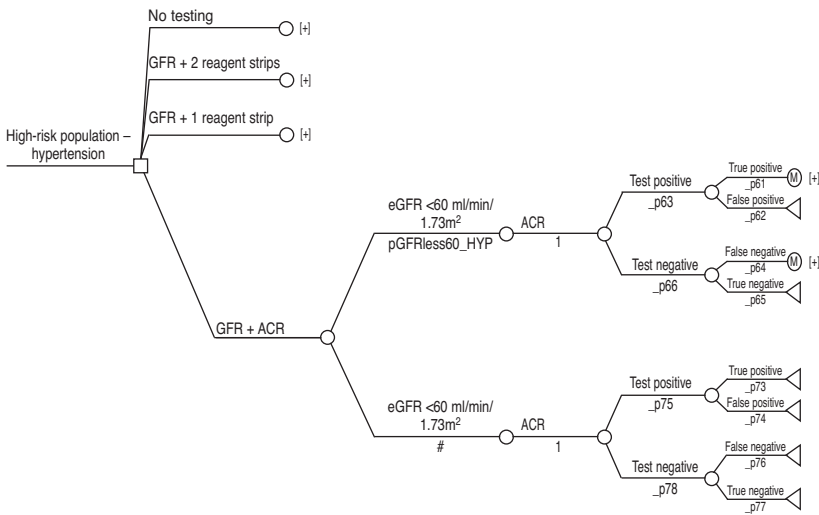 No testing
[+]
GFR + 2 reagent strips
[+]
GFR + 1 reagent strip
[+]
High-risk population –
hypertension
GFR + ACR
eGFR <60 ml/min/
1.73m²
pGFRless60_HYP
ACR
1
Test positive
_p63
True positive
_p61
M
[+]
False positive
_p62
Test negative
_p66
False negative
_p64
M
[+]
True negative
_p65
eGFR <60 ml/min/
1.73m²
#
ACR
1
Test positive
_p75
True positive
_p73
False positive
_p74
Test negative
_p78
False negative
_p76
True negative
_p77